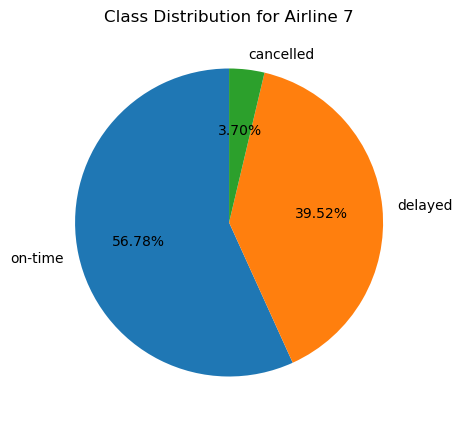 Class Distribution for Airline 7
cancelled
3.70%
delayed
39.52%
56.78%
on-time